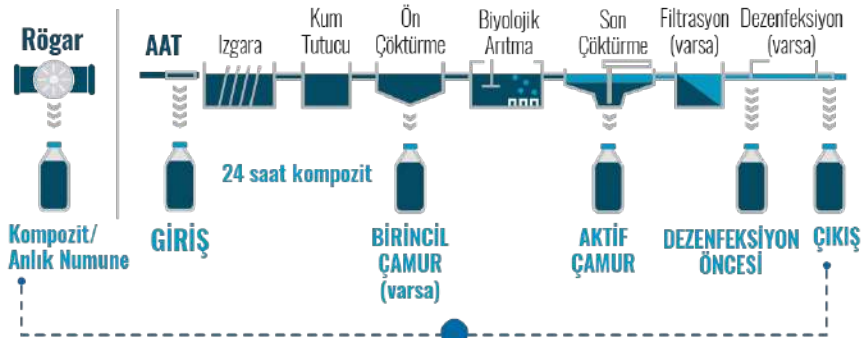 Rögar
AAT
Izgara
Kum
Tutucu
Ön
Çöktürme
Biyolojik
Arıtma
Son
Çöktürme
Filtrasyon
(varsa)
Dezenfeksiyon
(varsa)
24 saat kompozit
Kompozit/
Anlık Numune
GİRİŞ
BİRİNCİL
ÇAMUR
(varsa)
AKTİF
ÇAMUR
DEZENFEKSİYON
ÖNCESİ
ÇIKIŞ